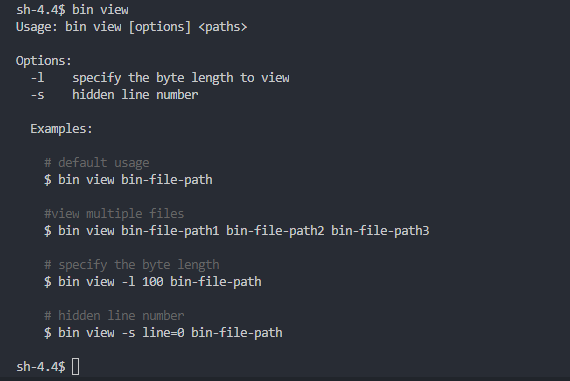 sh-4.4$ bin view
Usage: bin view [options] <paths>
Options:
-l specify the byte length to view
-s hidden line number
Examples:
# default usage
$ bin view bin-file-path
#view multiple files
$ bin view bin-file-path1 bin-file-path2 bin-file-path3
# specify the byte length
$ bin view -l 100 bin-file-path
# hidden line number
$ bin view -s line=0 bin-file-path
sh-4.4$